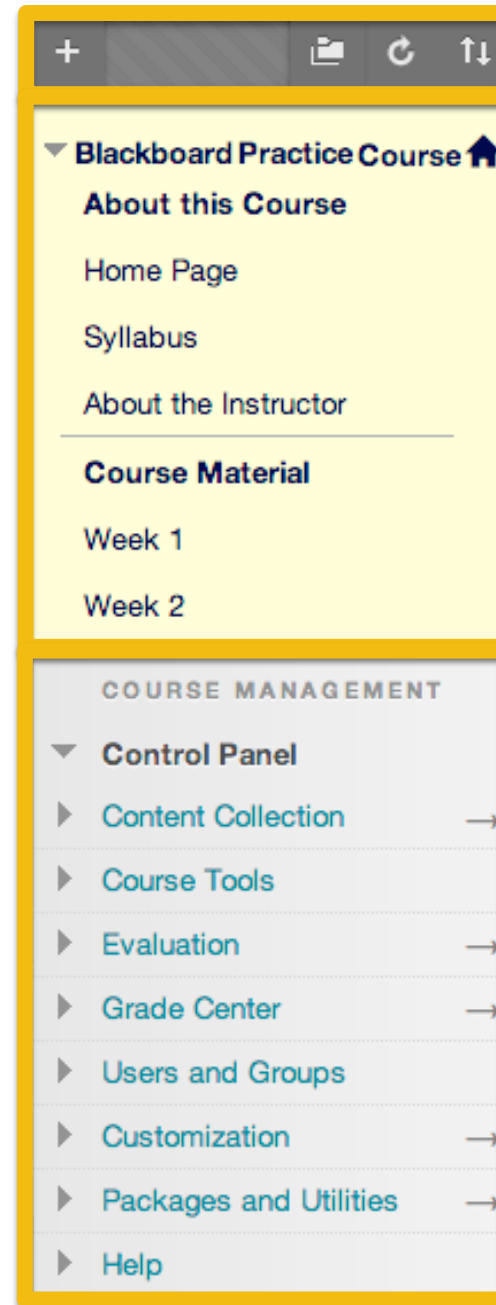 Blackboard Practice Course
About this Course
Home Page
Syllabus
About the Instructor
Course Material
Week 1
Week 2
COURSE MANAGEMENT
Control Panel
Content Collection
Course Tools
Evaluation
Grade Center
Users and Groups
Customization
Packages and Utilities
Help